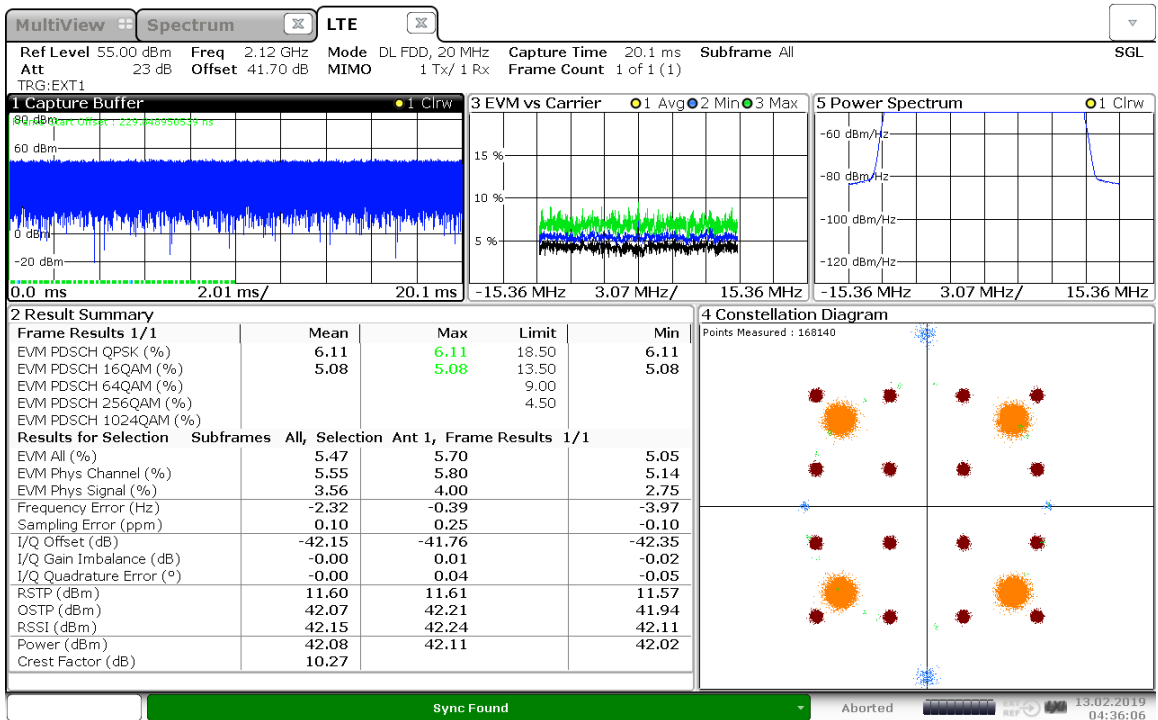 MultiView Spectrum LTE
Ref Level 55.00 dBm Freq 2.12 GHz Mode DL FDD, 20 MHz Capture Time 20.1 ms Subframe All SGL
Att 23 dB Offset 41.70 dB MIMO 1 Tx/ 1 Rx Frame Count 1 of 1 (1)
TRG:EXT1
1 Capture Buffer 1 Clrw
80 dBm
Frame Start Offset : 229.848950539 ms
60 dBm
0 dBm
-20 dBm
0.0 ms 2.01 ms/ 20.1 ms
3 EVM vs Carrier 1 Avg 2 Min 3 Max
15 %
10 %
5 %
-15.36 MHz 3.07 MHz/ 15.36 MHz
5 Power Spectrum 1 Clrw
-60 dBm/Hz
-80 dBm/Hz
-100 dBm/Hz
-120 dBm/Hz
-15.36 MHz 3.07 MHz/ 15.36 MHz
2 Result Summary
Frame Results 1/1 Mean Max Limit Min
EVM PDSCH QPSK (%) 6.11 6.11 18.50 6.11
EVM PDSCH 16QAM (%) 5.08 5.08 13.50 5.08
EVM PDSCH 64QAM (%) 9.00
EVM PDSCH 256QAM (%) 4.50
EVM PDSCH 1024QAM (%)
Results for Selection Subframes All, Selection Ant 1, Frame Results 1/1
EVM All (%) 5.47 5.70 5.05
EVM Phys Channel (%) 5.55 5.80 5.14
EVM Phys Signal (%) 3.56 4.00 2.75
Frequency Error (Hz) -2.32 -0.39 -3.97
Sampling Error (ppm) 0.10 0.25 -0.10
I/Q Offset (dB) -42.15 -41.76 -42.35
I/Q Gain Imbalance (dB) -0.00 0.01 -0.02
I/Q Quadrature Error (°) -0.00 0.04 -0.05
RSTP (dBm) 11.60 11.61 11.57
OSTP (dBm) 42.07 42.21 41.94
RSSI (dBm) 42.15 42.24 42.11
Power (dBm) 42.08 42.11 42.02
Crest Factor (dB) 10.27
4 Constellation Diagram
Points Measured : 168140
Sync Found
Aborted
EXT
REF
13.02.2019
04:36:06